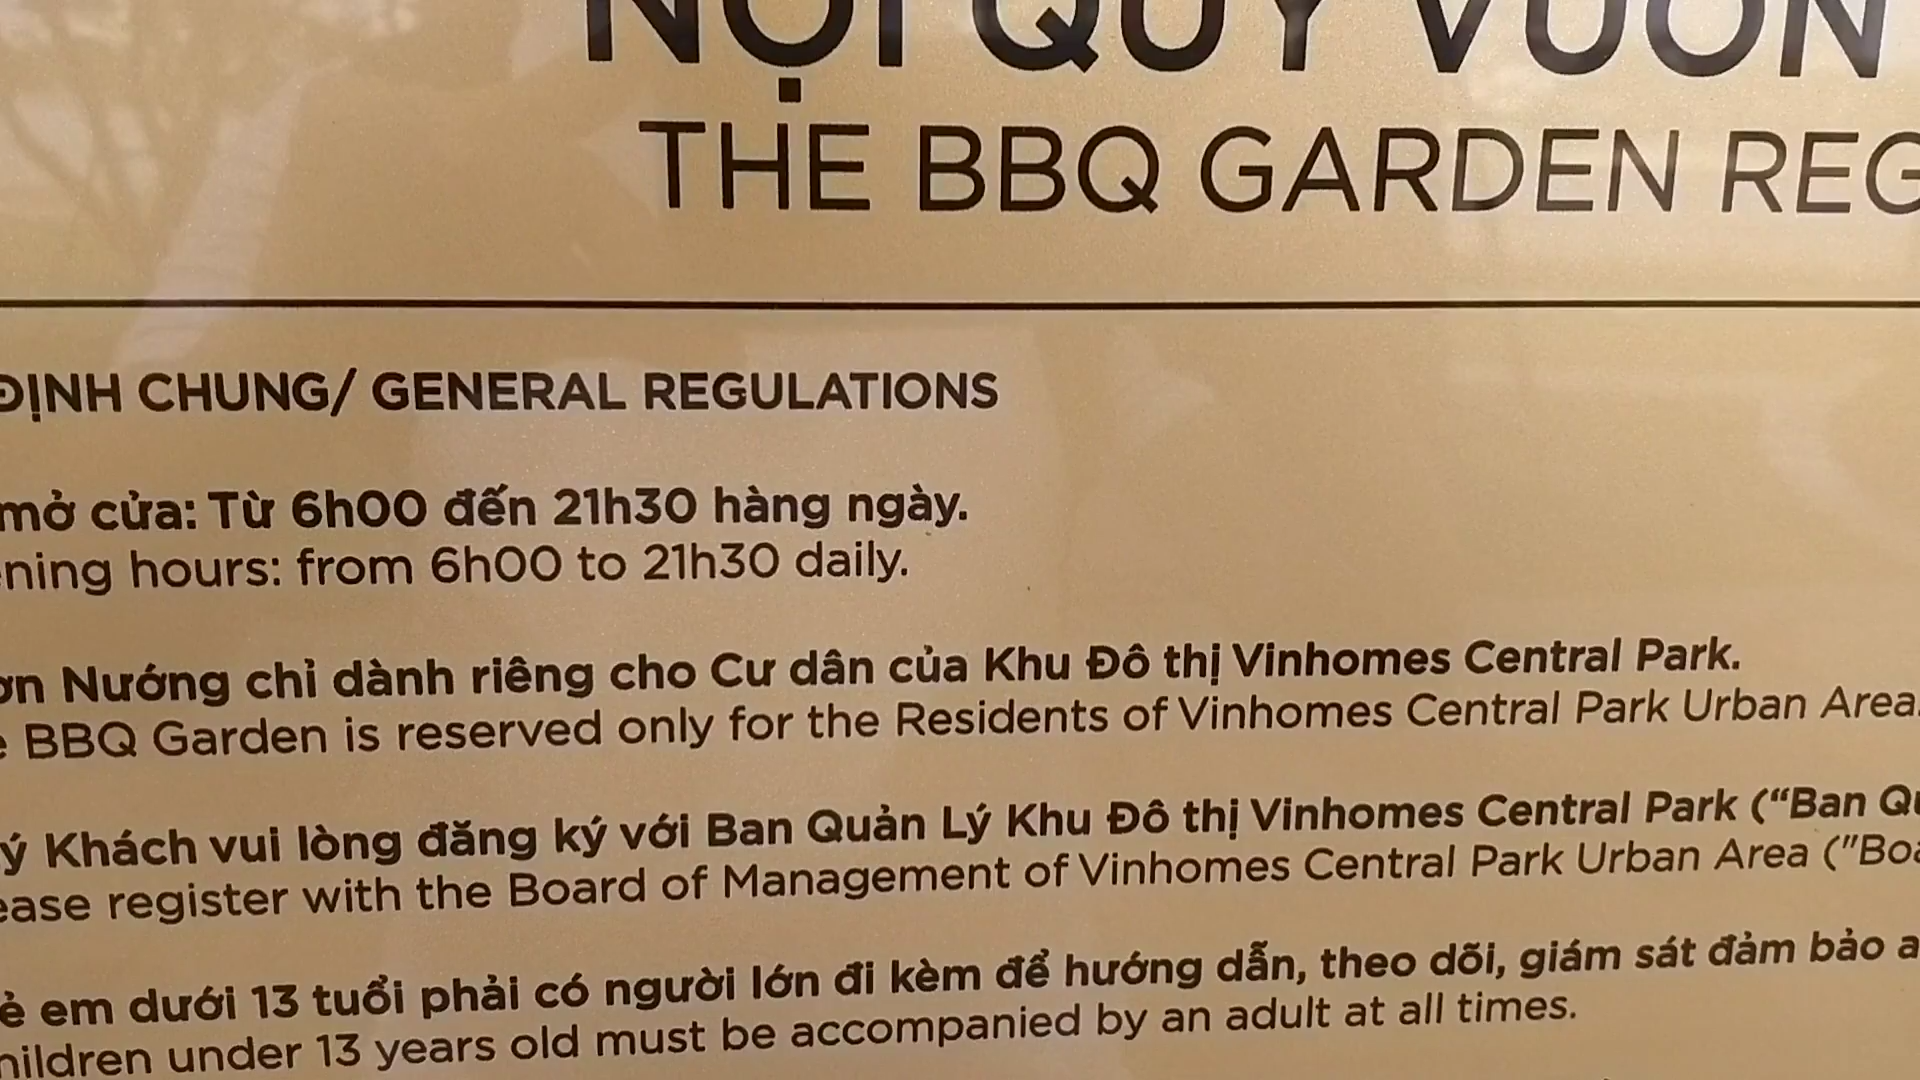 NỘI QUY VƯỜN
THE BBQ GARDEN REG
ĐỊNH CHUNG/ GENERAL REGULATIONS
mở cửa: Từ 6h00 đến 21h30 hàng ngày.
ning hours: from 6h00 to 21h30 daily.
ờn Nướng chỉ dành riêng cho Cư dân của Khu Đô thị Vinhomes Central Park.
e BBQ Garden is reserved only for the Residents of Vinhomes Central Park Urban Area.
ý Khách vui lòng đăng ký với Ban Quản Lý Khu Đô thị Vinhomes Central Park (“Ban Qu
ease register with the Board of Management of Vinhomes Central Park Urban Area ("Boa
ẻ em dưới 13 tuổi phải có người lớn đi kèm để hướng dẫn, theo dõi, giám sát đảm bảo a
hildren under 13 years old must be accompanied by an adult at all times.